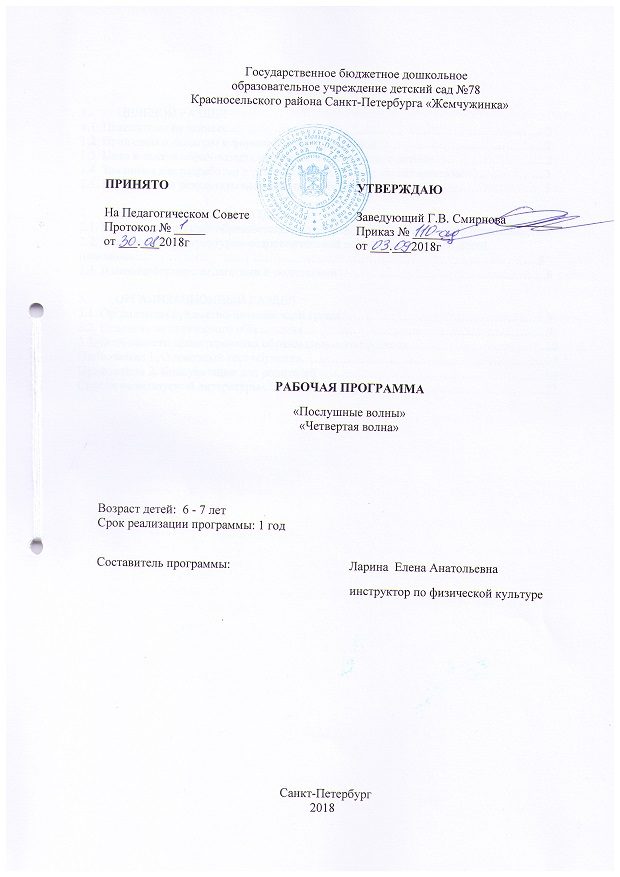 Государственное бюджетное дошкольное
образовательное учреждение детский сад №78
Красносельского района Санкт-Петербурга «Жемчужинка»
ПРИНЯТО
На Педагогическом Совете
Протокол № 1
от 30.08 2018г
УТВЕРЖДАЮ
Заведующий Г.В. Смирнова
Приказ № 110-од
от 03.09 2018г
РАБОЧАЯ ПРОГРАММА
«Послушные волны»
«Четвертая волна»
Возраст детей: 6 - 7 лет
Срок реализации программы: 1 год
Составитель программы:
Ларина Елена Анатольевна
инструктор по физической культуре
Санкт-Петербург
2018